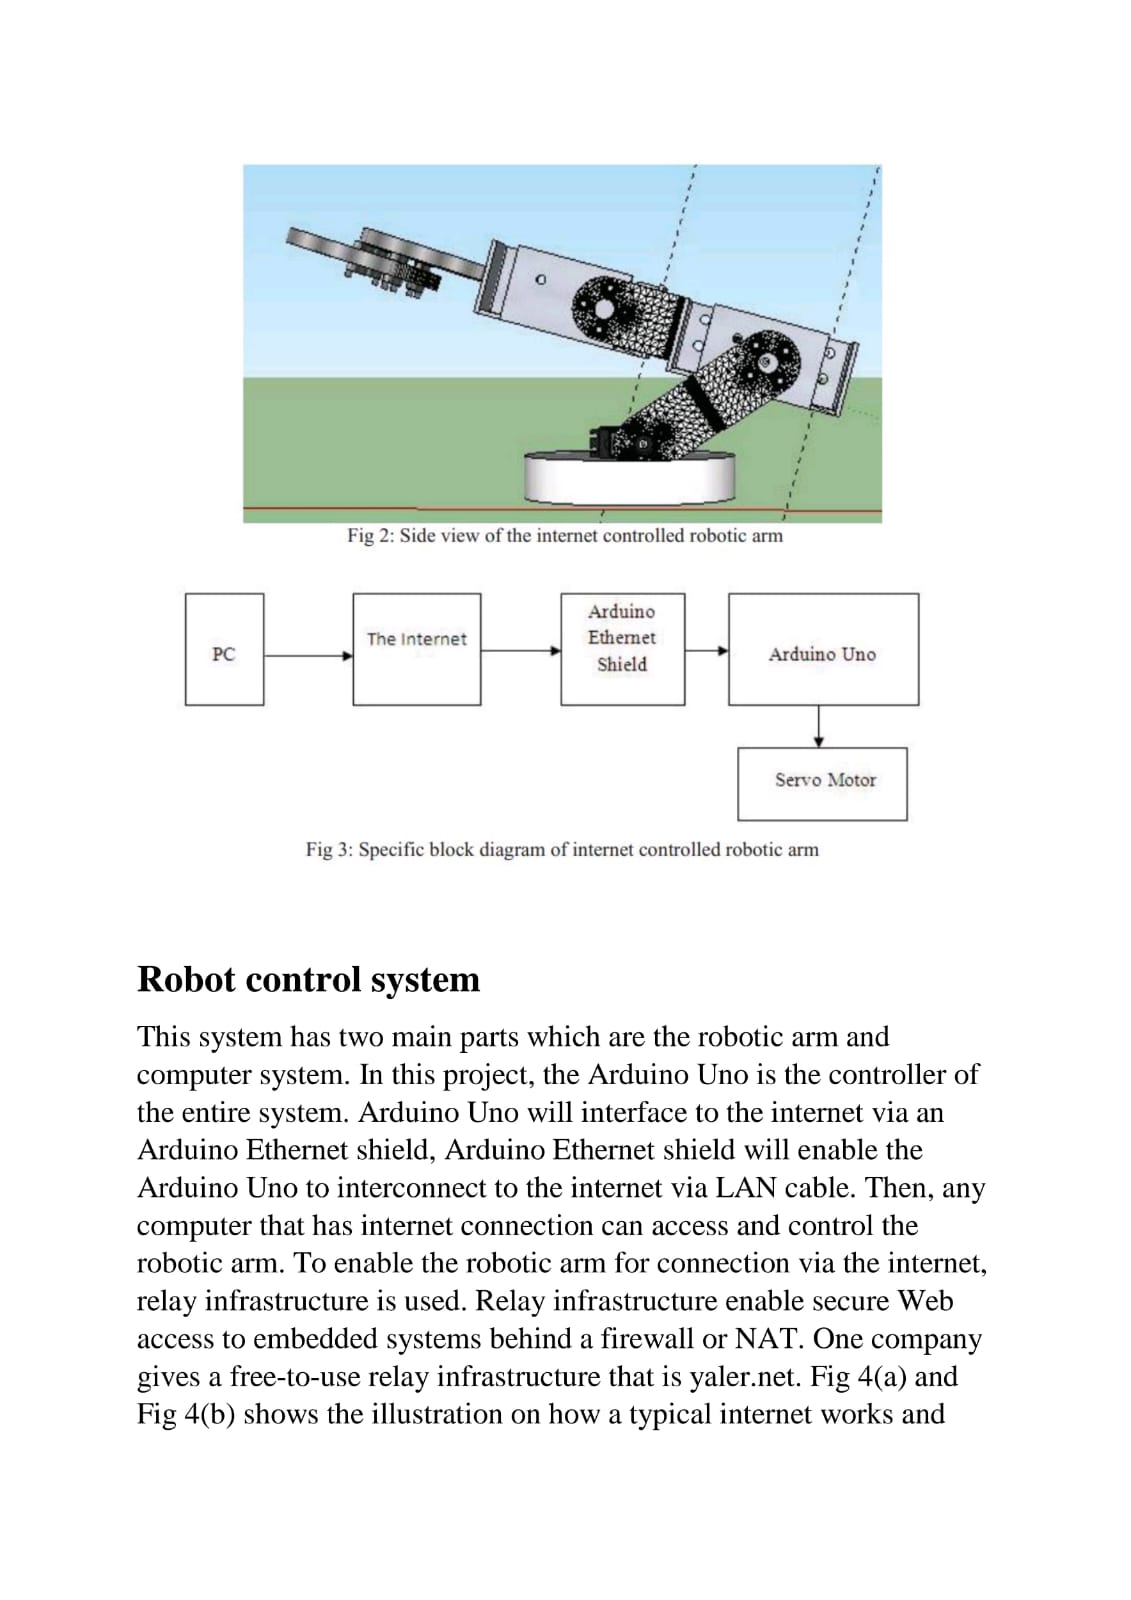 Fig 2: Side view of the internet controlled robotic arm
PC
The Internet
Arduino
Ethernet
Shield
Arduino Uno
Servo Motor
Fig 3: Specific block diagram of internet controlled robotic arm
Robot control system
This system has two main parts which are the robotic arm and
computer system. In this project, the Arduino Uno is the controller of
the entire system. Arduino Uno will interface to the internet via an
Arduino Ethernet shield, Arduino Ethernet shield will enable the
Arduino Uno to interconnect to the internet via LAN cable. Then, any
computer that has internet connection can access and control the
robotic arm. To enable the robotic arm for connection via the internet,
relay infrastructure is used. Relay infrastructure enable secure Web
access to embedded systems behind a firewall or NAT. One company
gives a free-to-use relay infrastructure that is yaler.net. Fig 4(a) and
Fig 4(b) shows the illustration on how a typical internet works and